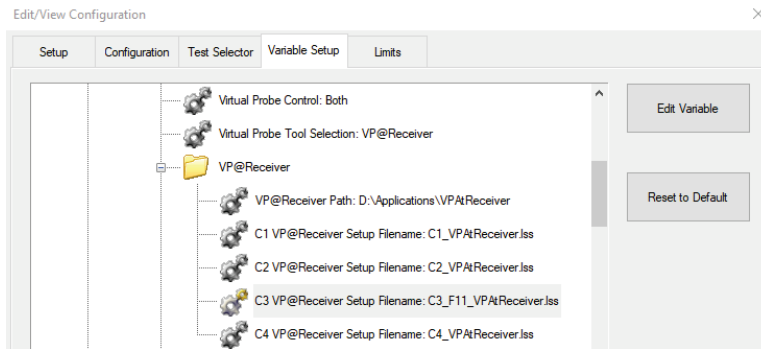 Edit/View Configuration
Setup Configuration Test Selector Variable Setup Limits
Virtual Probe Control: Both
Virtual Probe Tool Selection: VP@Receiver
VP@Receiver
VP@Receiver Path: D:\Applications\VPAtReceiver
C1 VP@Receiver Setup Filename: C1_VPAtReceiver.lss
C2 VP@Receiver Setup Filename: C2_VPAtReceiver.lss
C3 VP@Receiver Setup Filename: C3_F11_VPAtReceiver.lss
C4 VP@Receiver Setup Filename: C4_VPAtReceiver.lss
Edit Variable
Reset to Default